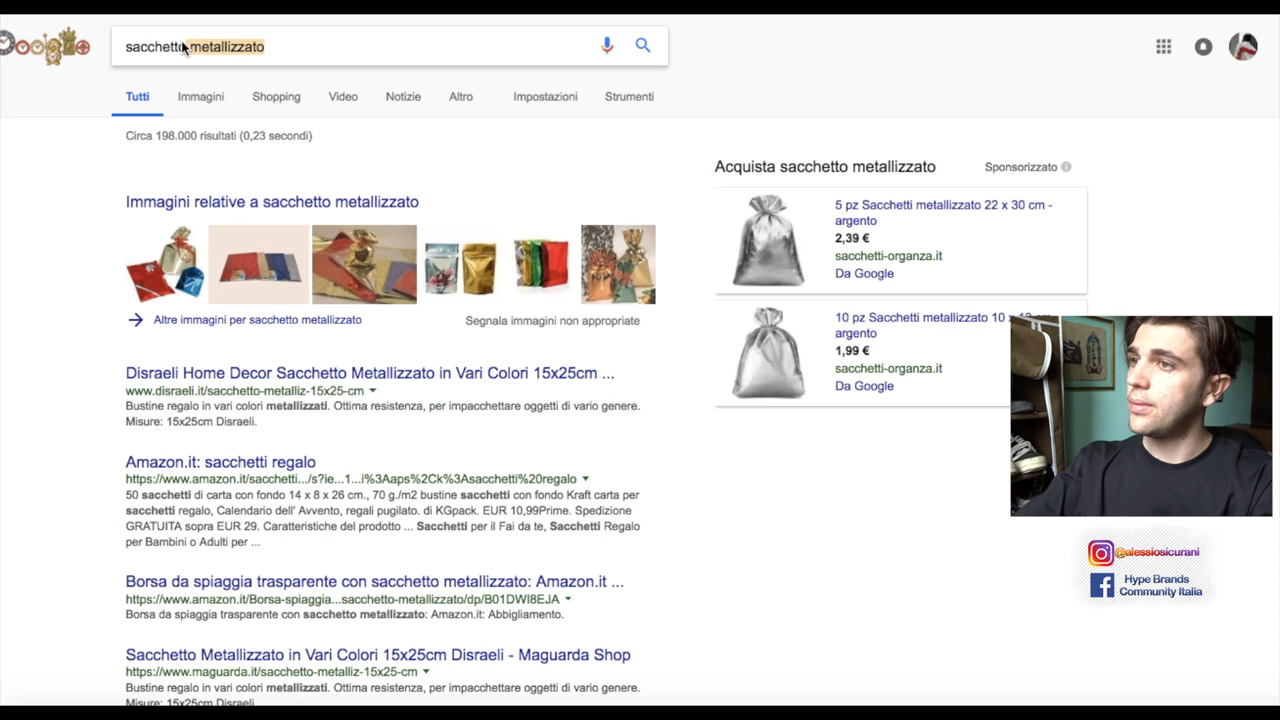 sacchetto metallizzato
Tutti
Immagini
Shopping
Video
Notizie
Altro
Impostazioni
Strumenti
Circa 198.000 risultati (0,23 secondi)
Immagini relative a sacchetto metallizzato
Altre immagini per sacchetto metallizzato
Segnala immagini non appropriate
Disraeli Home Decor Sacchetto Metallizzato in Vari Colori 15x25cm ...
www.disraeli.it/sacchetto-metalliz-15x25-cm
Bustine regalo in vari colori metallizzati. Ottima resistenza, per impacchettare oggetti di vario genere.
Misure: 15x25cm Disraeli.
Amazon.it: sacchetti regalo
https://www.amazon.it/sacchetti.../s?ie...1...i%3Aaps%2Ck%3Asacchetti%20regalo
50 sacchetti di carta con fondo 14 x 8 x 26 cm., 70 g./m2 bustine sacchetti con fondo Kraft carta per
sacchetti regalo, Calendario dell' Avvento, regali pugilato. di KGpack. EUR 10,99Prime. Spedizione
GRATUITA sopra EUR 29. Caratteristiche del prodotto ... Sacchetti per il Fai da te, Sacchetti Regalo
per Bambini o Adulti per ...
Borsa da spiaggia trasparente con sacchetto metallizzato: Amazon.it ...
https://www.amazon.it/Borsa-spiaggia...sacchetto-metallizzato/dp/B01DWI8EJA
Borsa da spiaggia trasparente con sacchetto metallizzato: Amazon.it: Abbigliamento.
Sacchetto Metallizzato in Vari Colori 15x25cm Disraeli - Maguarda Shop
https://www.maguarda.it/sacchetto-metalliz-15x25-cm
Bustine regalo in vari colori metallizzati. Ottima resistenza, per impacchettare oggetti di vario genere.
Misure: 15x25cm Disraeli.
Acquista sacchetto metallizzato
Sponsorizzato
5 pz Sacchetti metallizzato 22 x 30 cm -
argento
2,39 €
sacchetti-organza.it
Da Google
10 pz Sacchetti metallizzato 10 x
argento
1,99 €
sacchetti-organza.it
Da Google
@alessiosicurani
Hype Brands
Community Italia